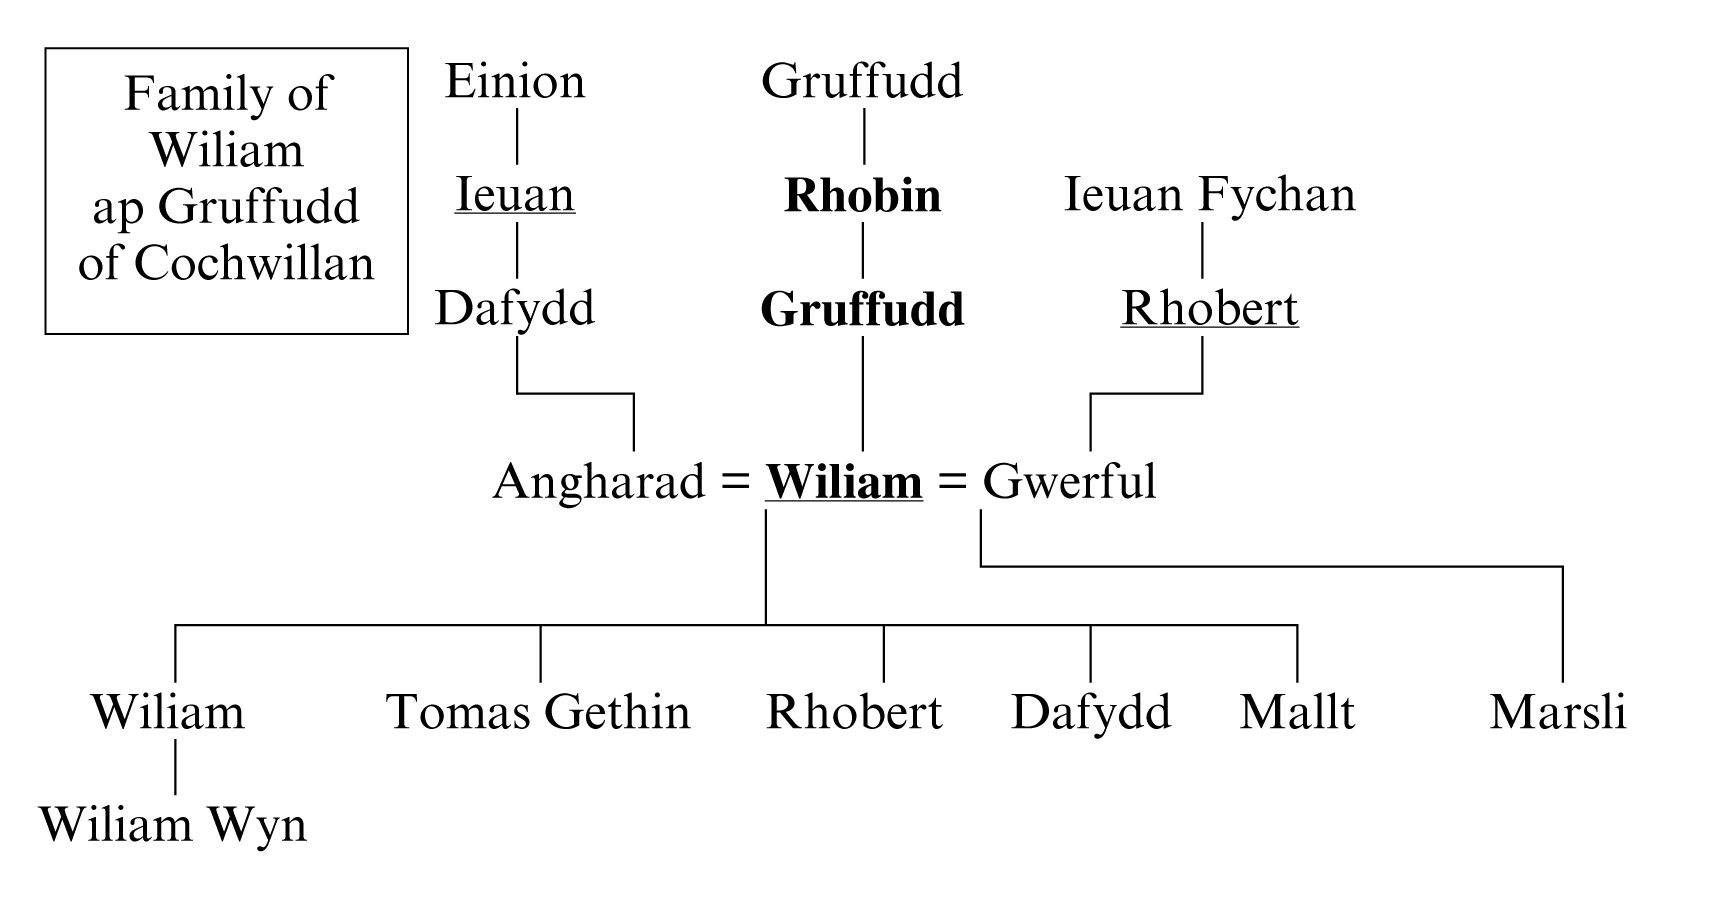 Family of
Wiliam
ap Gruffudd
of Cochwillan
Einion Gruffudd
Ieuan Rhobin Ieuan Fychan
Dafydd Gruffudd Rhobert
Angharad = Wiliam = Gwerful
Wiliam Tomas Gethin Rhobert Dafydd Mallt Marsli
Wiliam Wyn